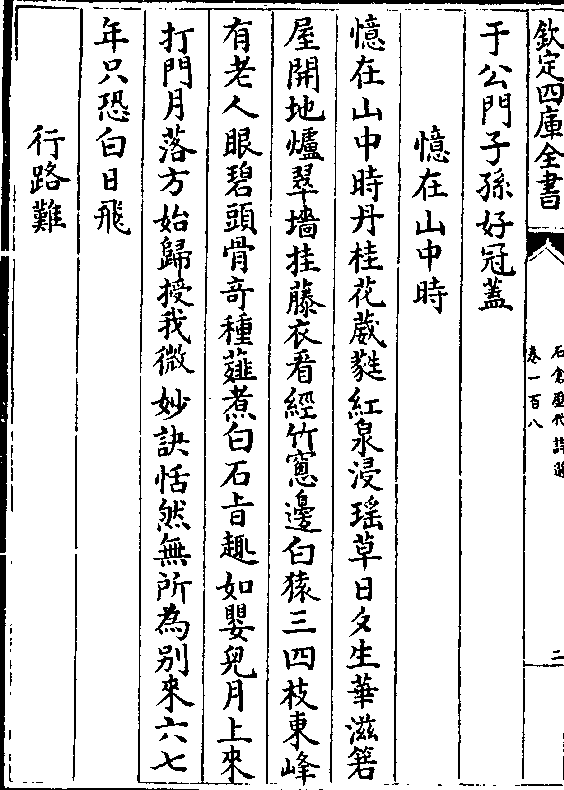 欽定四庫全書
石倉歷代詩選
卷一百八
二
于公門子孫好冠蓋
憶在山中時
憶在山中時丹桂花葳蕤紅泉浸瑶草日夕生華滋箬
屋開地爐翠墻挂藤衣看經竹窻邊白猿三四枝東峰
有老人眼碧頭骨竒種薤煮白石㫖趣如嬰兒月上來
打門月落方始歸授我微妙訣恬然無所為别來六七
年只恐白日飛
行路難